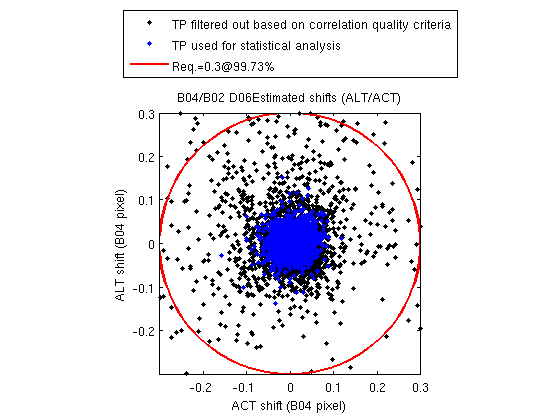 TP filtered out based on correlation quality criteria
TP used for statistical analysis
Req.=0.3@99.73%
B04/B02 D06Estimated shifts (ALT/ACT)
0.3
0.2
0.1
0
-0.1
-0.2
ALT shift (B04 pixel)
-0.2 -0.1 0 0.1 0.2 0.3
ACT shift (B04 pixel)